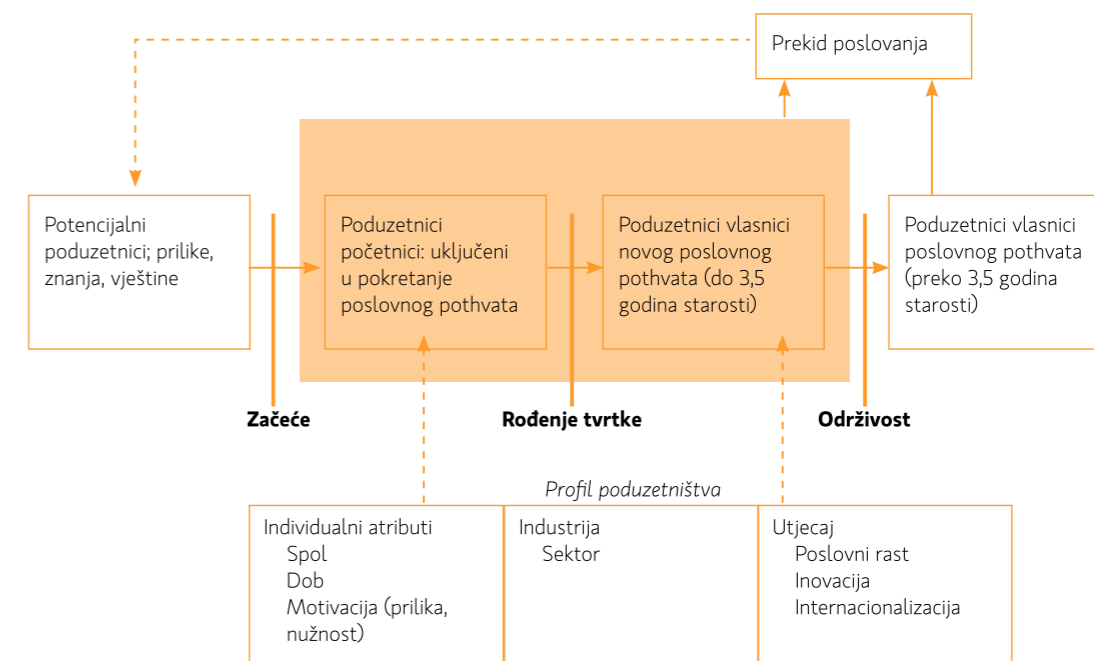 Prekid poslovanja
Potencijalni
poduzetnici; prilike,
znanja, vještine
Poduzetnici
početnici: uključeni
u pokretanje
poslovnog pothvata
Poduzetnici vlasnici
novog poslovnog
pothvata (do 3,5
godina starosti)
Poduzetnici vlasnici
poslovnog pothvata
(preko 3,5 godina
starosti)
Začeće
Rođenje tvrtke
Održivost
Profil poduzetništva
Individualni atributi
Spol
Dob
Motivacija (prilika,
nužnost)
Industrija
Sektor
Utjecaj
Poslovni rast
Inovacija
Internacionalizacija